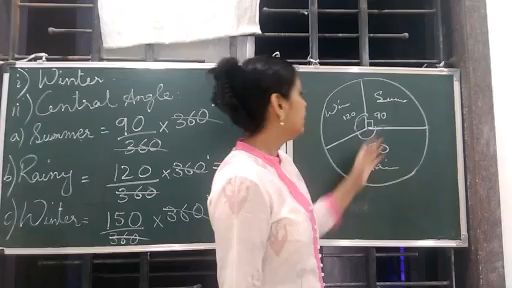 i) Winter.
ii) Central Angle
a) Summer = 90/360 x 360
b) Rainy = 120/360 x 360 =
c) Winter = 150/360 x 360
Win
Sum
120
90